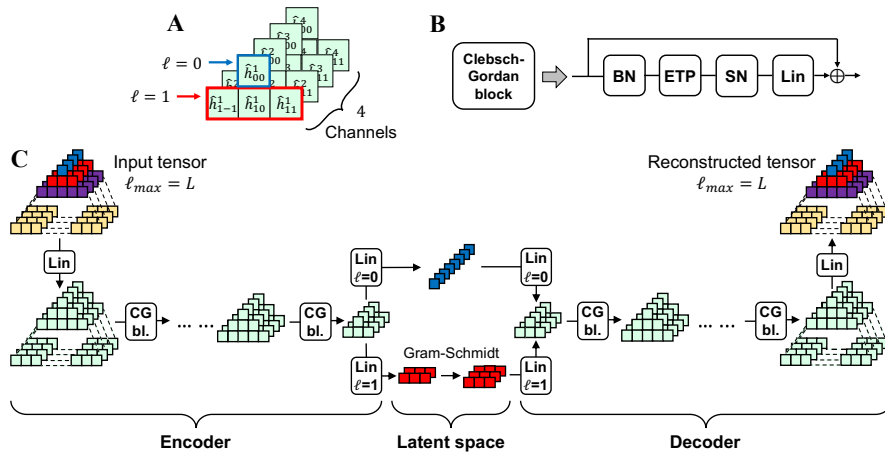 A
ℓ = 0
ℓ = 1
ĥ¹₀₀
ĥ¹₁₋₁ ĥ¹₁₀ ĥ¹₁₁
4
Channels
B
Clebsch-
Gordan
block
BN
ETP
SN
Lin
C
Input tensor
ℓmax = L
Lin
CG
bl.
... ...
CG
bl.
Lin
ℓ=0
Lin
ℓ=1
Gram-Schmidt
Lin
ℓ=0
Lin
ℓ=1
CG
bl.
... ...
CG
bl.
Lin
Reconstructed tensor
ℓmax = L
Encoder
Latent space
Decoder